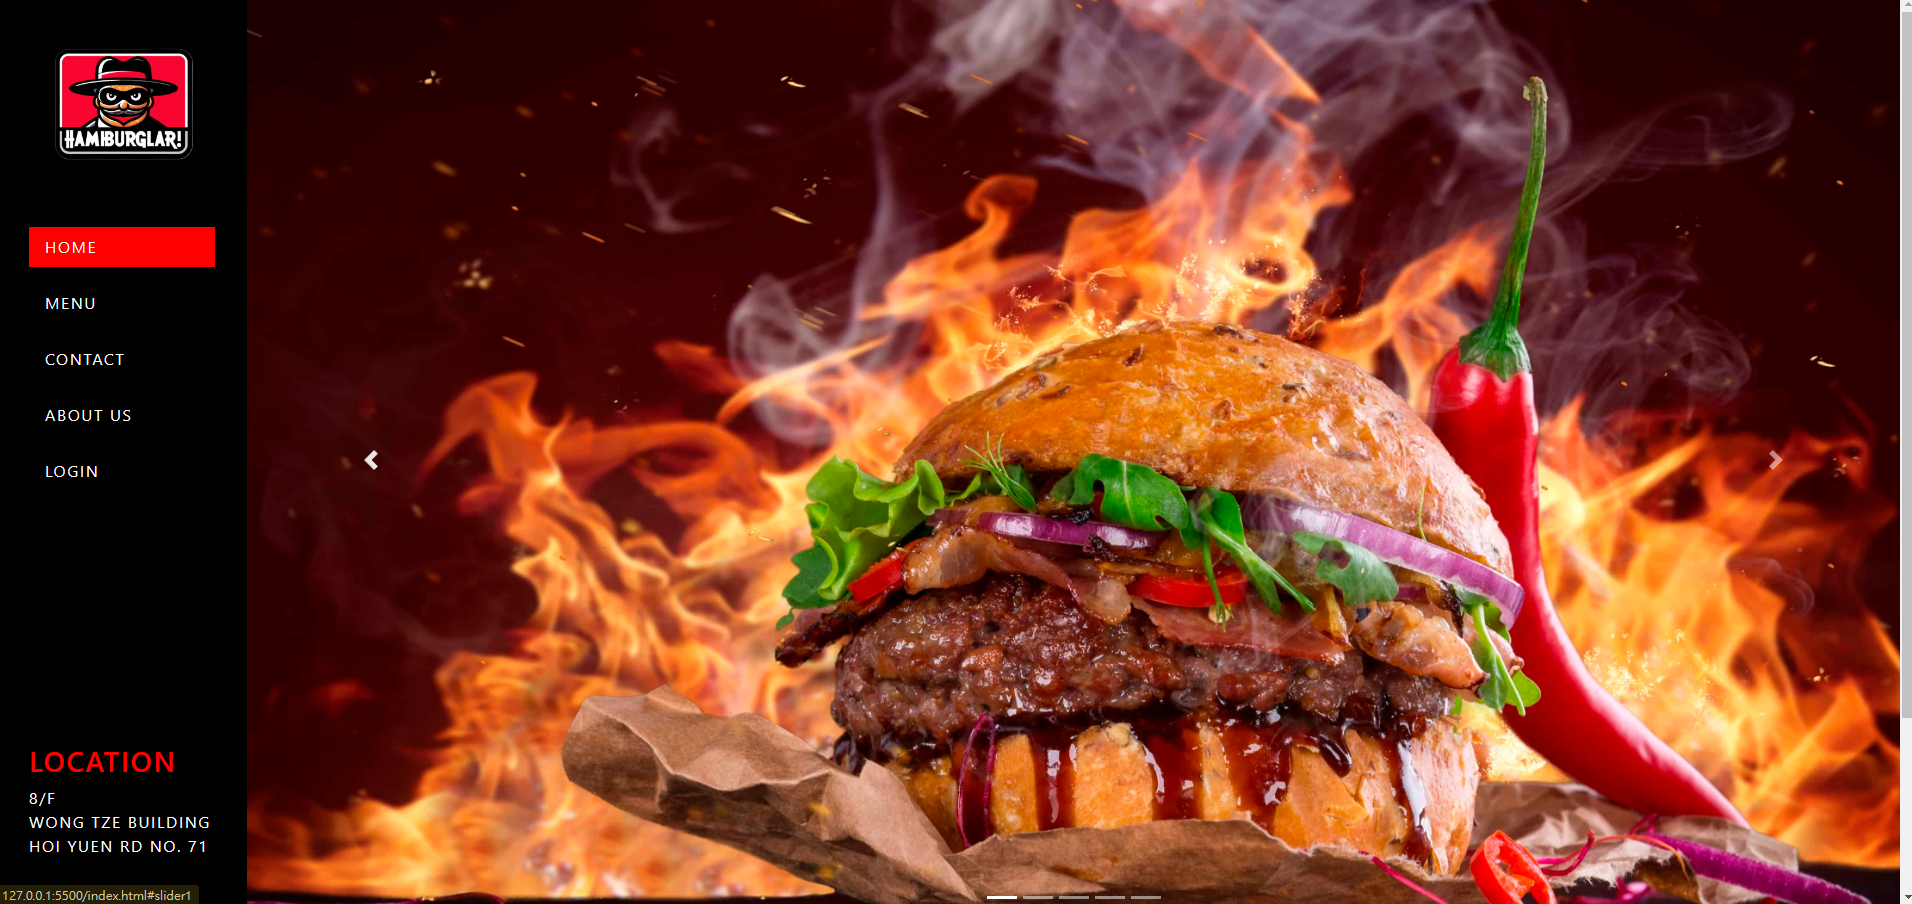 HAMIBURGLAR!
HOME
MENU
CONTACT
ABOUT US
LOGIN
LOCATION
8/F
WONG TZE BUILDING
HOI YUEN RD NO. 71
127.0.0.1:5500/index.html#slider1